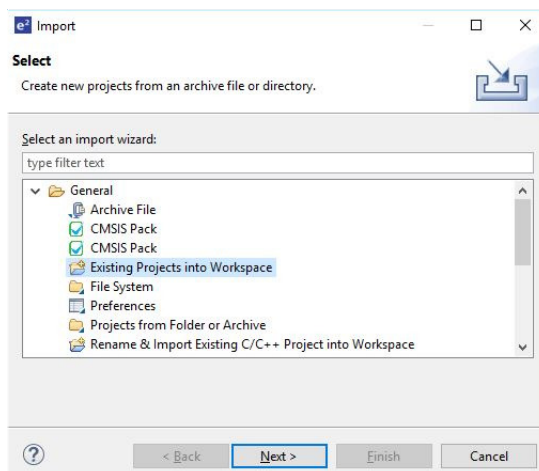 e² Import
Select
Create new projects from an archive file or directory.
Select an import wizard:
type filter text
General
Archive File
CMSIS Pack
CMSIS Pack
Existing Projects into Workspace
File System
Preferences
Projects from Folder or Archive
Rename & Import Existing C/C++ Project into Workspace
? < Back Next > Finish Cancel